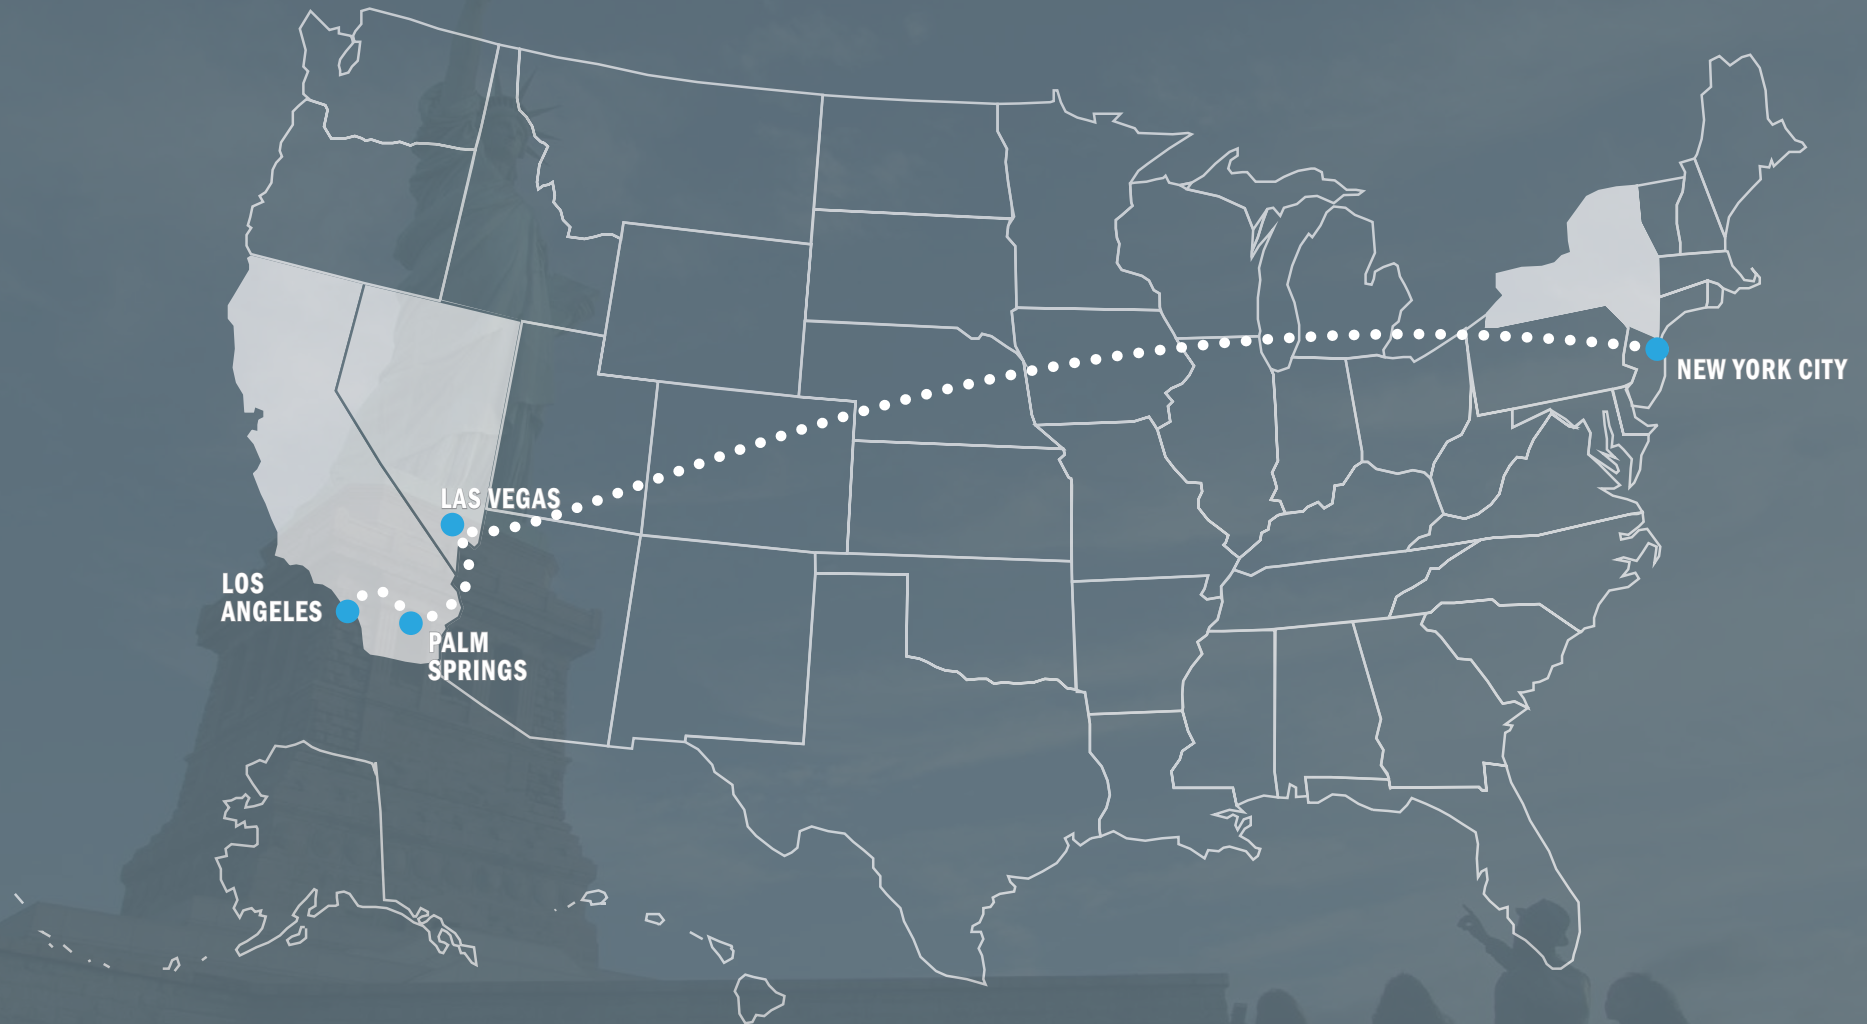 NEW YORK CITY
LAS VEGAS
LOS
ANGELES
PALM
SPRINGS